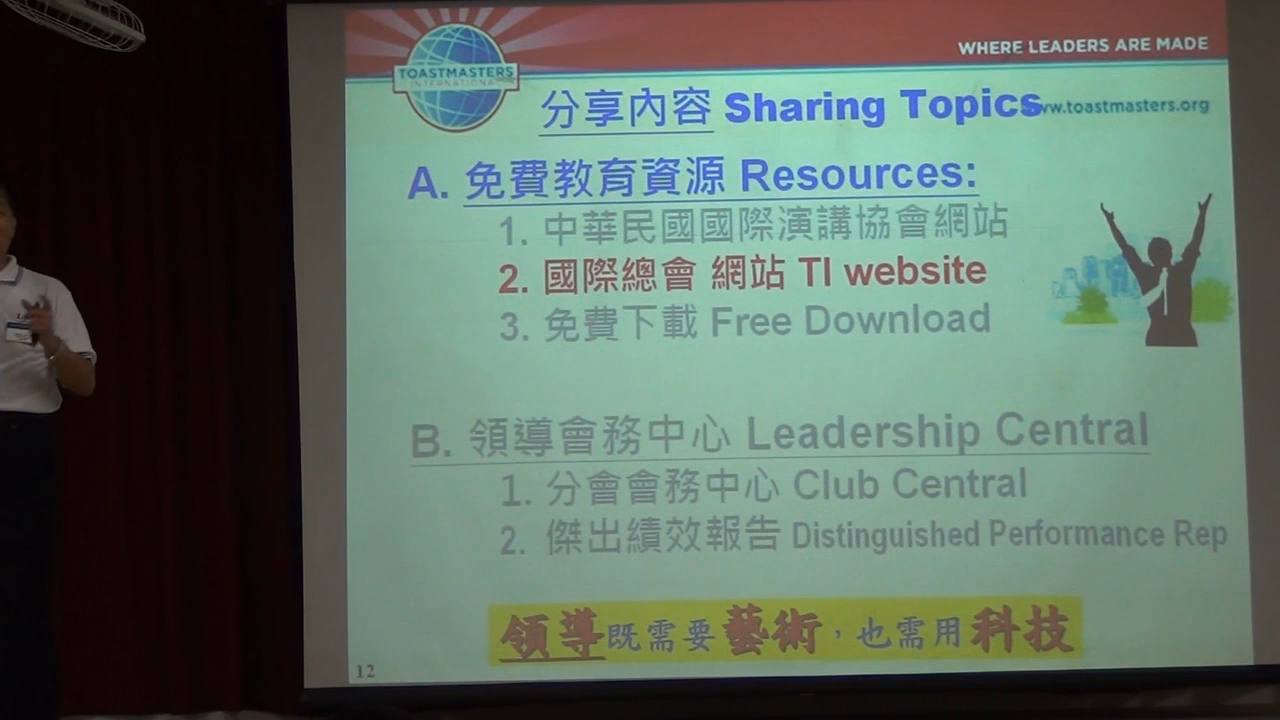 WHERE LEADERS ARE MADE
TOASTMASTERS
INTERNATIONAL
分享內容 Sharing Topics
www.toastmasters.org
A. 免費教育資源 Resources:
1. 中華民國國際演講協會網站
2. 國際總會 網站 TI website
3. 免費下載 Free Download
B. 領導會務中心 Leadership Central
1. 分會會務中心 Club Central
2. 傑出績效報告 Distinguished Performance Rep
領導既需要藝術，也需用科技
12